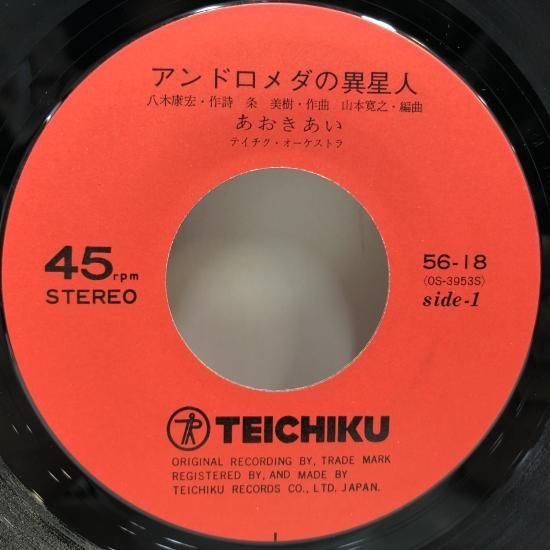 アンドロメダの異星人
八木康宏・作詩 条 美樹・作曲 山本寛之・編曲
あおきあい
テイチク・オーケストラ
45rpm
STEREO
56-18
(OS-3953S)
side-1
TEICHIKU
ORIGINAL RECORDING BY, TRADE MARK
REGISTERED BY, AND MADE BY
TEICHIKU RECORDS CO., LTD. JAPAN.